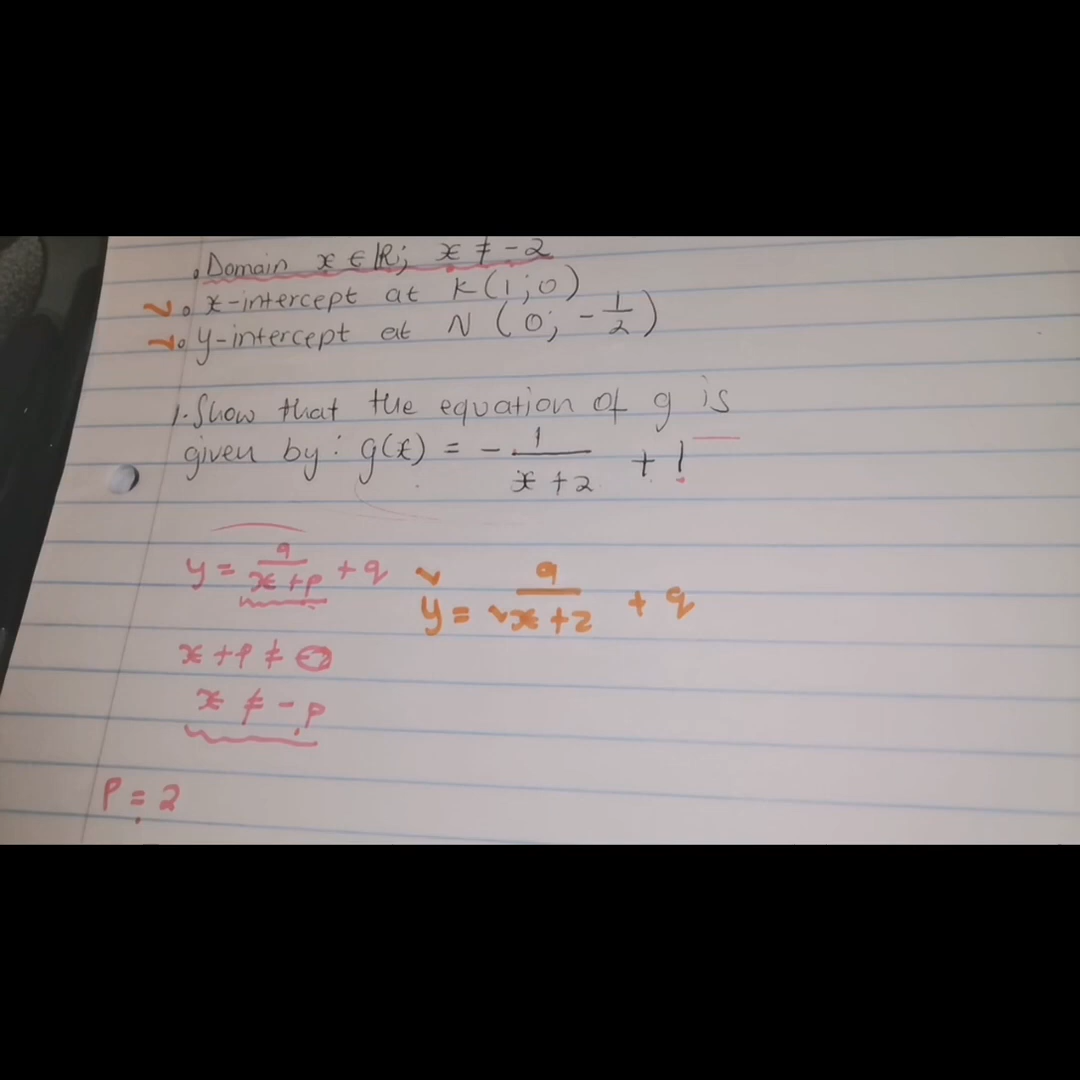 • Domain x ∈ ℝ; x ≠ -2
• x-intercept at K(1;0)
• y-intercept at N (0; -1/2)
1. Show that the equation of g is
given by: g(x) = - 1/(x+2) + 1
y = a/(x+p) + q
y = a/(x+2) + q
x + p ≠ 0
x ≠ -p
p = 2